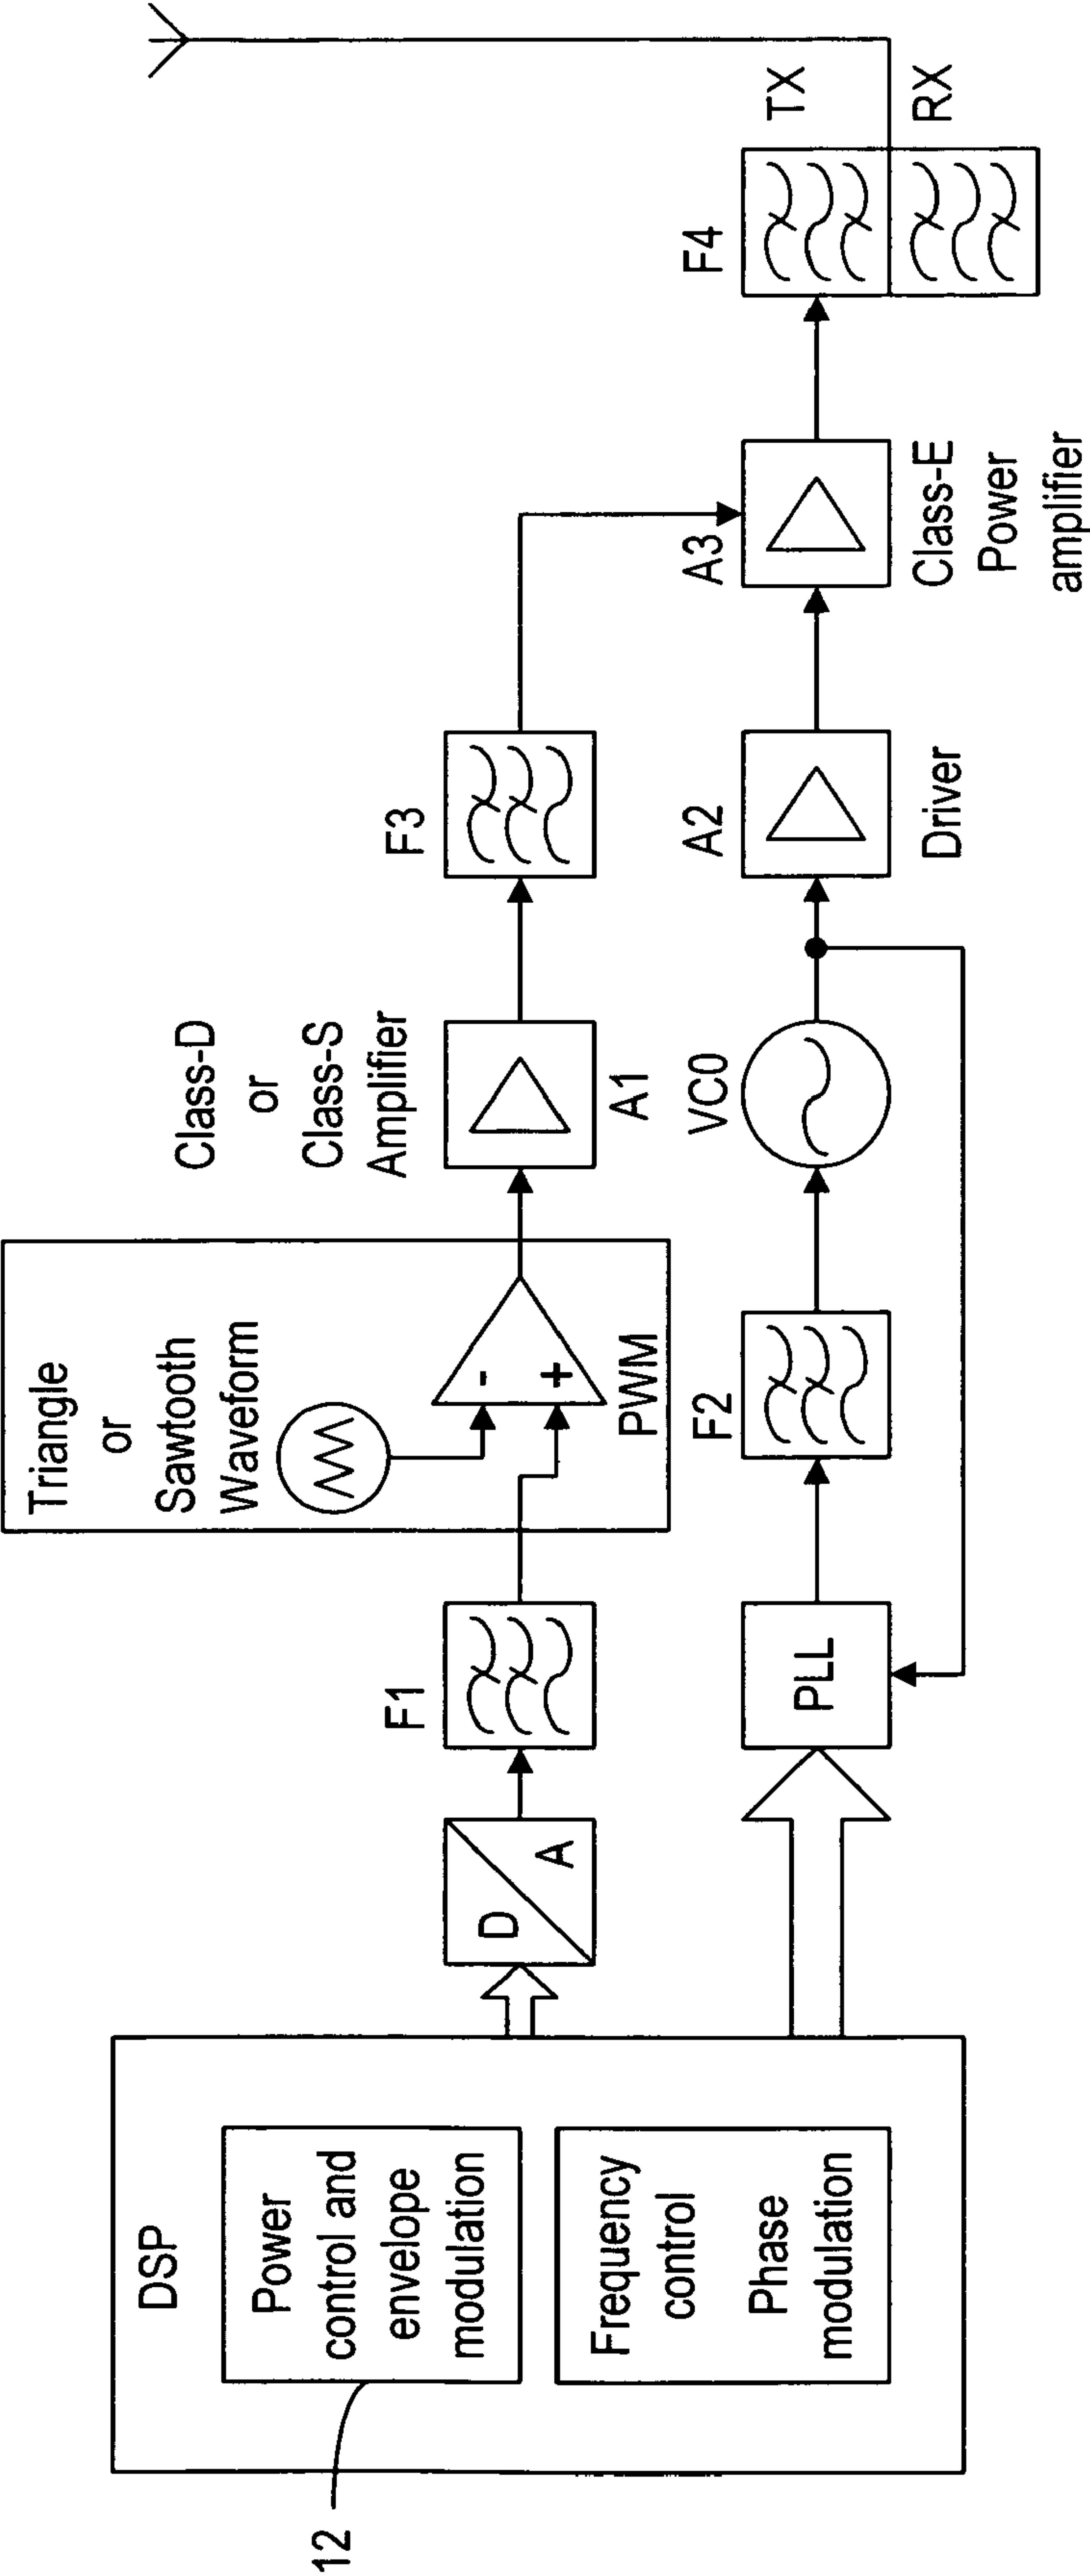 DSP
Power
control and
envelope
modulation
12
Frequency
control
Phase
modulation
D
A
F1
Triangle
or
Sawtooth
Waveform
-
+
PWM
Class-D
or
Class-S
Amplifier
A1
F3
PLL
F2
VC0
A2
Driver
A3
Class-E
Power
amplifier
F4
TX
RX